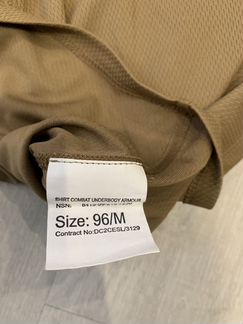 SHIRT COMBAT UNDERBODY ARMOUR
NSN:
Size: 96/M
Contract No:DC2CESL/3129